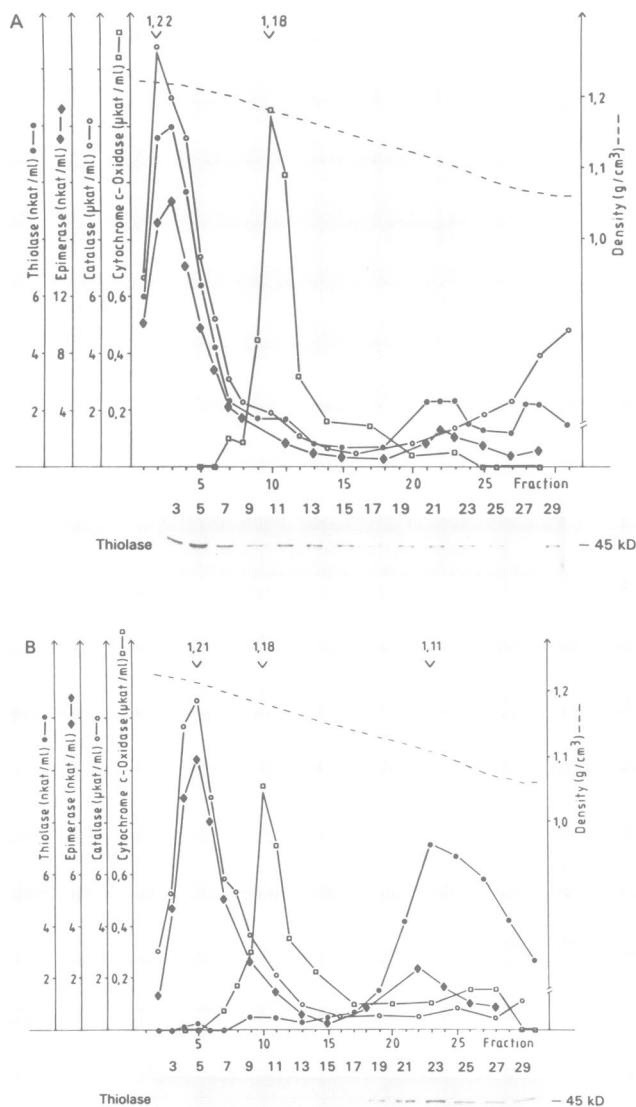 A
1,22
1,18
Thiolase (nkat/ml)
Epimerase (nkat/ml)
Catalase (µkat/ml)
Cytochrome c-Oxidase (µkat/ml)
Density (g/cm³)
6 12 6 0,6
4 8 4 0,4
2 4 2 0,2
1,2
1,1
1,0
5 10 15 20 25 Fraction
3 5 7 9 11 13 15 17 19 21 23 25 27 29
Thiolase
– 45 kD
B
1,21
1,18
1,11
Thiolase (nkat/ml)
Epimerase (nkat/ml)
Catalase (µkat/ml)
Cytochrome c-Oxidase (µkat/ml)
Density (g/cm³)
6 6 6 0,6
4 4 4 0,4
2 2 2 0,2
1,2
1,1
1,0
5 10 15 20 25 Fraction
3 5 7 9 11 13 15 17 19 21 23 25 27 29
Thiolase
– 45 kD